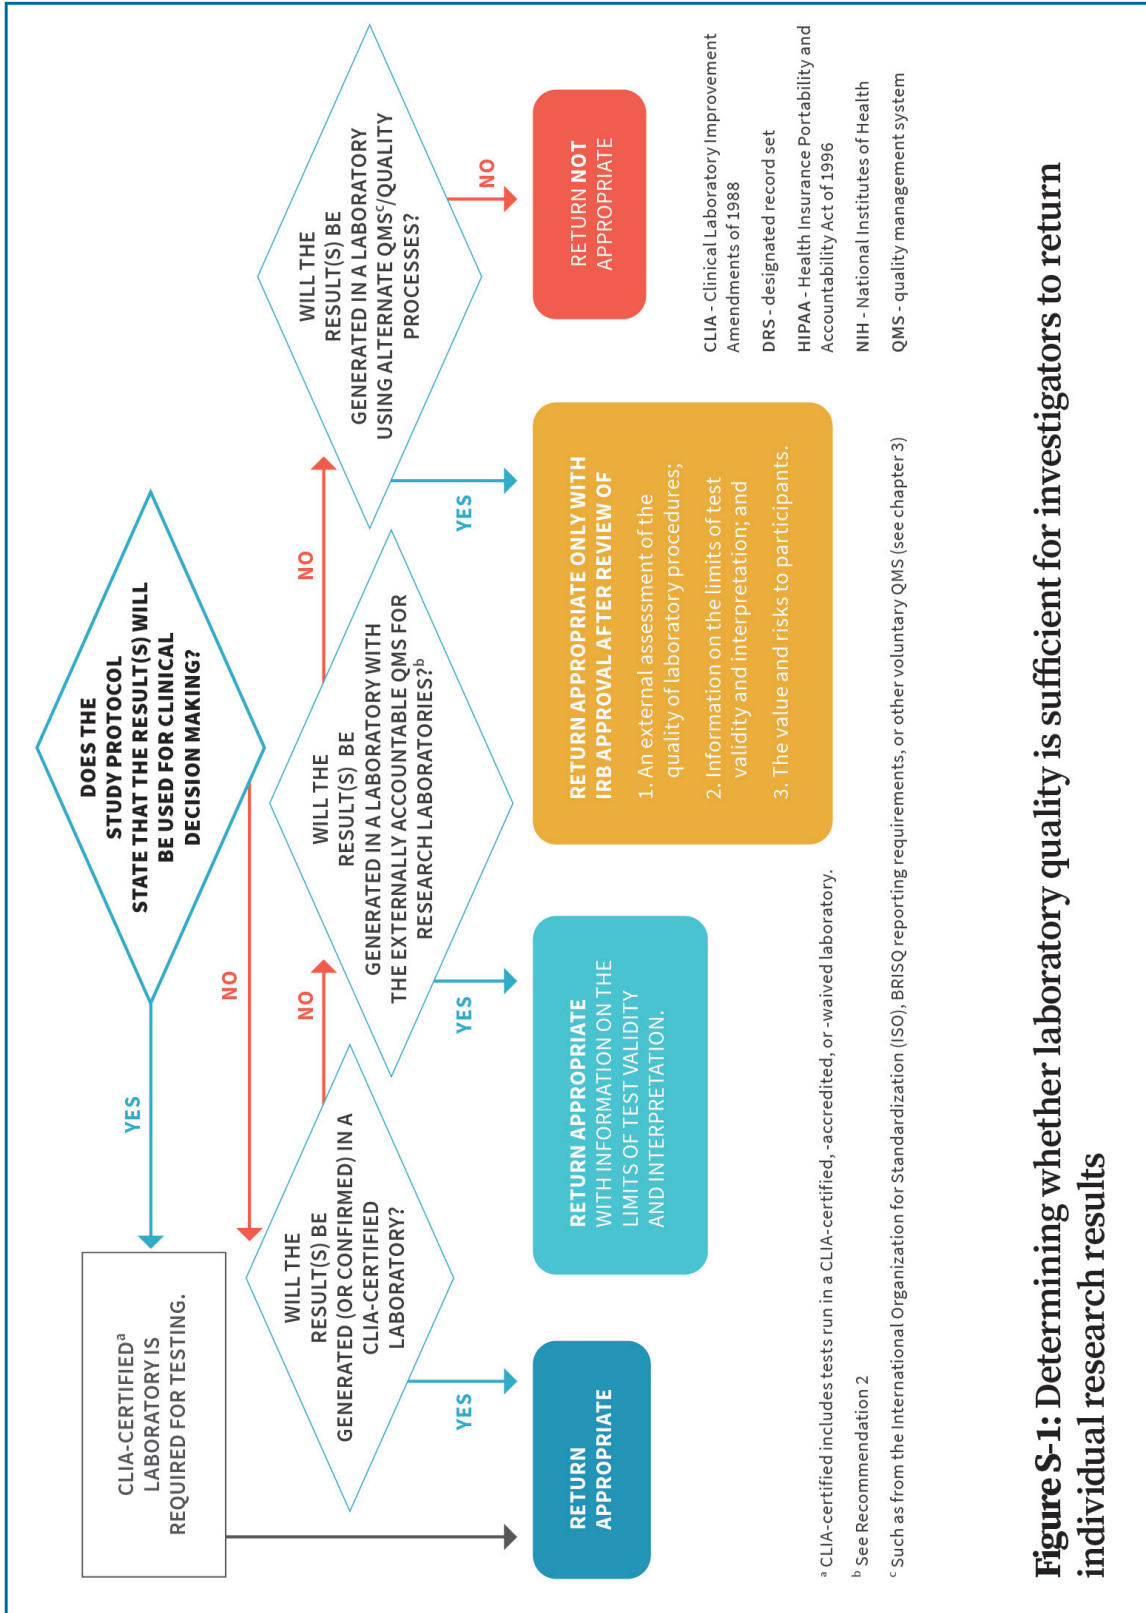 DOES THE
STUDY PROTOCOL
STATE THAT THE RESULT(S) WILL
BE USED FOR CLINICAL
DECISION MAKING?
YES
NO
CLIA-CERTIFIEDᵃ
LABORATORY IS
REQUIRED FOR TESTING.
WILL THE
RESULT(S) BE
GENERATED (OR CONFIRMED) IN A
CLIA-CERTIFIED
LABORATORY?
NO
YES
WILL THE
RESULT(S) BE
GENERATED IN A LABORATORY WITH
THE EXTERNALLY ACCOUNTABLE QMS FOR
RESEARCH LABORATORIES?ᵇ
NO
YES
WILL THE
RESULT(S) BE
GENERATED IN A LABORATORY
USING ALTERNATE QMSᶜ/QUALITY
PROCESSES?
YES
NO
RETURN
APPROPRIATE
RETURN APPROPRIATE
WITH INFORMATION ON THE
LIMITS OF TEST VALIDITY
AND INTERPRETATION.
RETURN APPROPRIATE ONLY WITH
IRB APPROVAL AFTER REVIEW OF
1. An external assessment of the
quality of laboratory procedures;
2. Information on the limits of test
validity and interpretation; and
3. The value and risks to participants.
RETURN NOT
APPROPRIATE
CLIA - Clinical Laboratory Improvement
Amendments of 1988
DRS - designated record set
HIPAA - Health Insurance Portability and
Accountability Act of 1996
NIH - National Institutes of Health
QMS - quality management system
ᵃ CLIA-certified includes tests run in a CLIA-certified, -accredited, or -waived laboratory.
ᵇ See Recommendation 2
ᶜ Such as from the International Organization for Standardization (ISO), BRISQ reporting requirements, or other voluntary QMS (see chapter 3)
Figure S-1: Determining whether laboratory quality is sufficient for investigators to return
individual research results